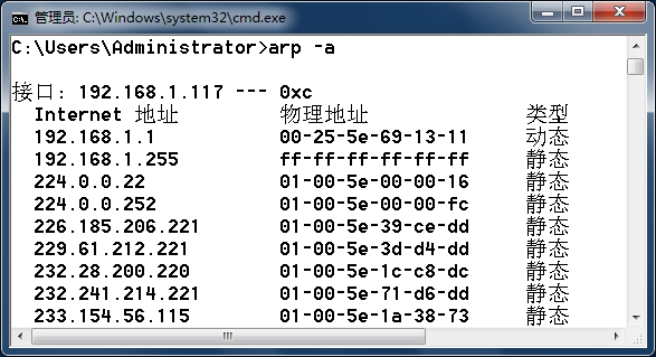 管理员: C:\Windows\system32\cmd.exe
C:\Users\Administrator>arp -a
接口: 192.168.1.117 --- 0xc
Internet 地址 物理地址 类型
192.168.1.1 00-25-5e-69-13-11 动态
192.168.1.255 ff-ff-ff-ff-ff-ff 静态
224.0.0.22 01-00-5e-00-00-16 静态
224.0.0.252 01-00-5e-00-00-fc 静态
226.185.206.221 01-00-5e-39-ce-dd 静态
229.61.212.221 01-00-5e-3d-d4-dd 静态
232.28.200.220 01-00-5e-1c-c8-dc 静态
232.241.214.221 01-00-5e-71-d6-dd 静态
233.154.56.115 01-00-5e-1a-38-73 静态